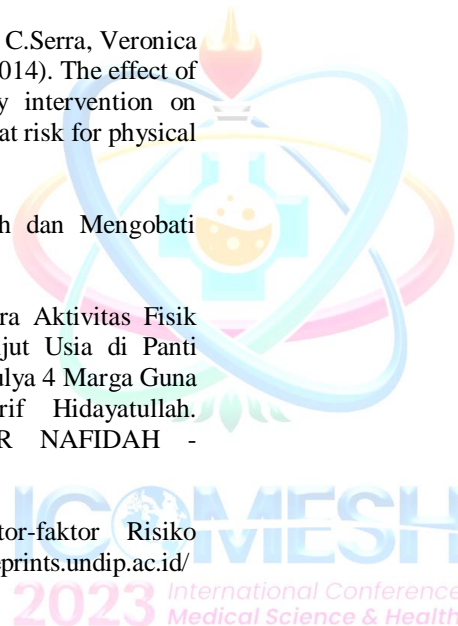 C.Serra, Veronica
014). The effect of
y intervention on
at risk for physical
h dan Mengobati
ra Aktivitas Fisik
jut Usia di Panti
ulya 4 Marga Guna
rif Hidayatullah.
R NAFIDAH -
tor-faktor Risiko
eprints.undip.ac.id/
ICOMESH
2023 International Conference
Medical Science & Health